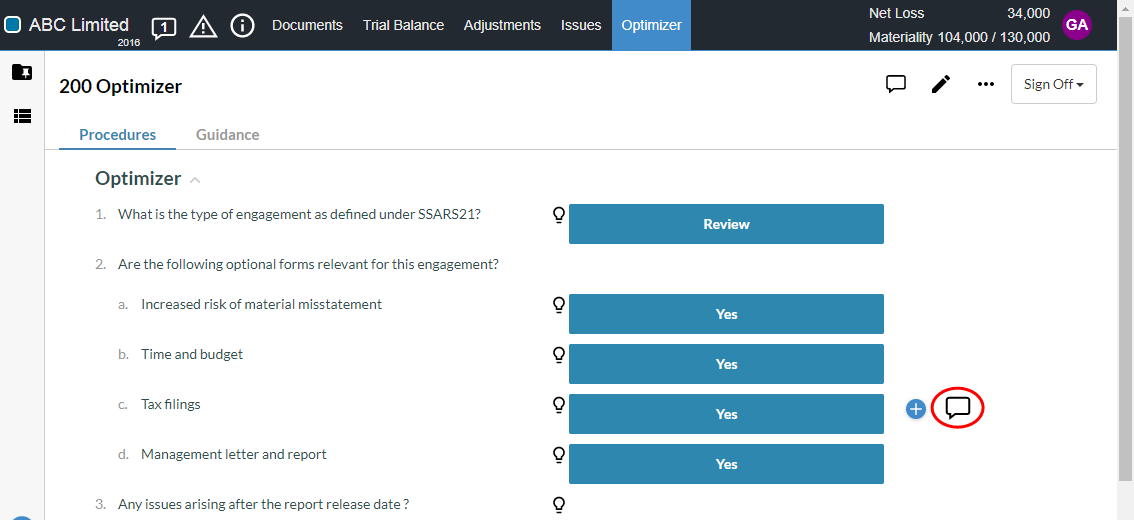 ABC Limited
2016
1
Documents
Trial Balance
Adjustments
Issues
Optimizer
Net Loss 34,000
Materiality 104,000 / 130,000
GA
200 Optimizer
Sign Off
Procedures
Guidance
Optimizer
1. What is the type of engagement as defined under SSARS21?
Review
2. Are the following optional forms relevant for this engagement?
a. Increased risk of material misstatement
Yes
b. Time and budget
Yes
c. Tax filings
Yes
d. Management letter and report
Yes
3. Any issues arising after the report release date ?